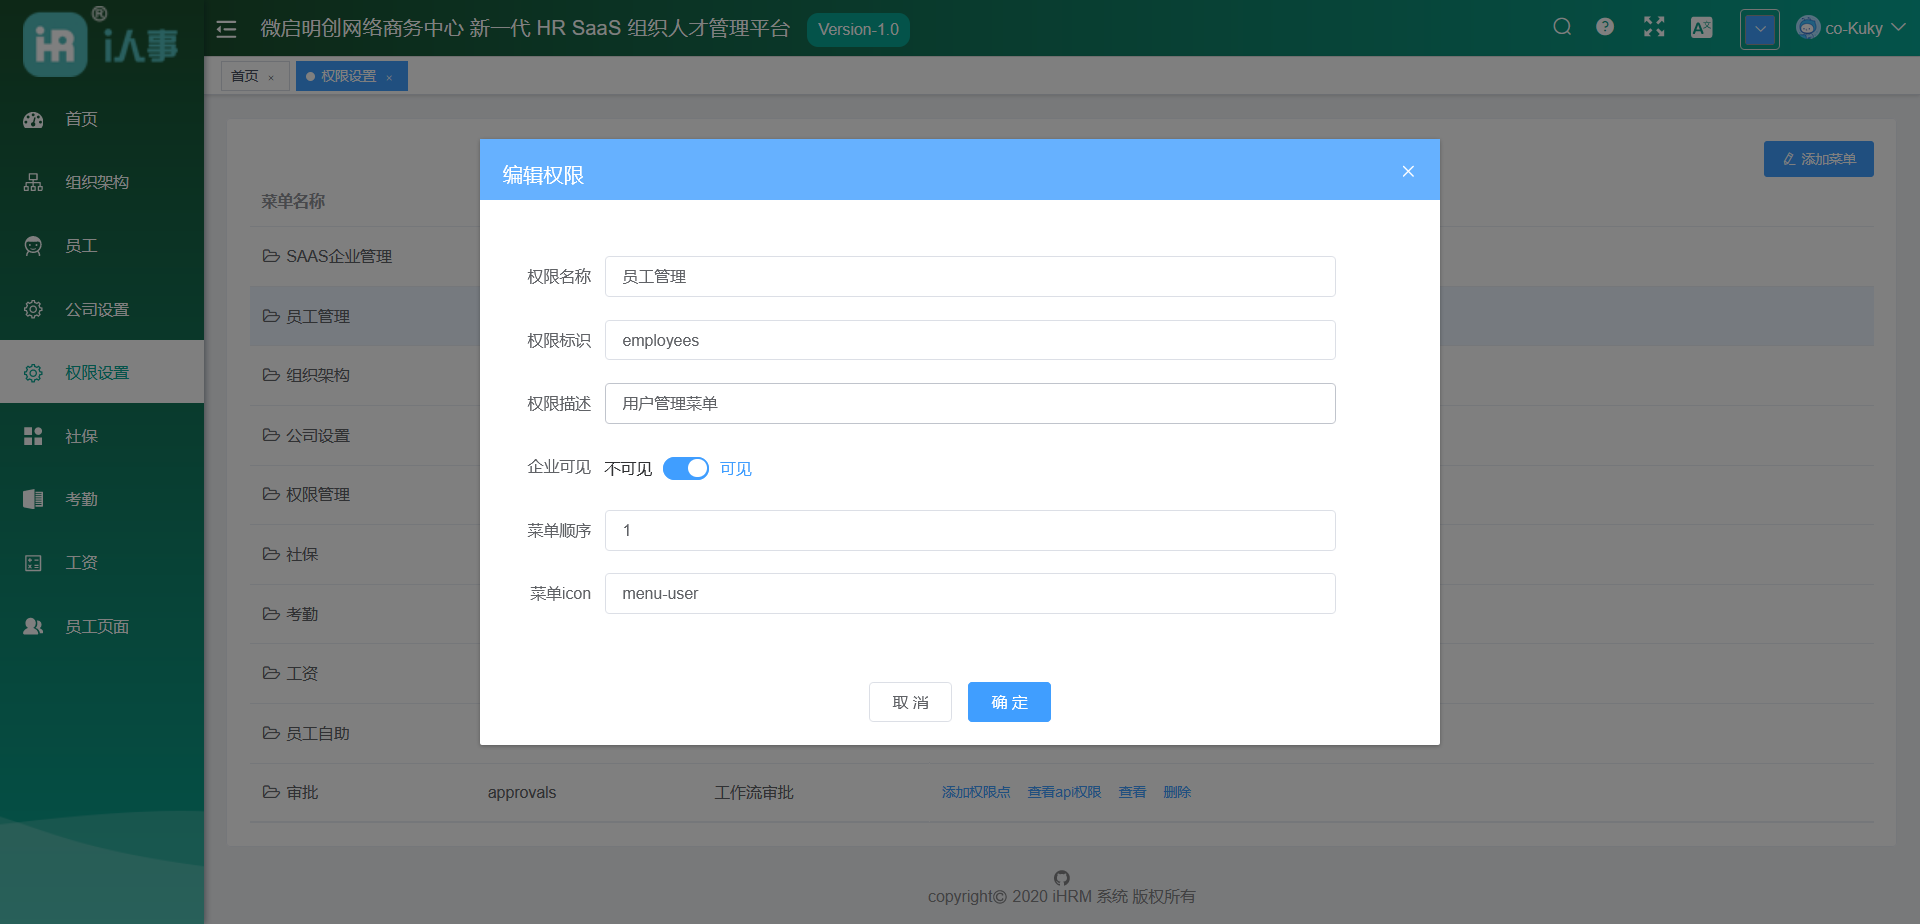 iHR ® i人事
微启明创网络商务中心 新一代 HR SaaS 组织人才管理平台 Version-1.0
co-Kuky
首页 ×
权限设置 ×
首页
组织架构
员工
公司设置
权限设置
社保
考勤
工资
员工页面
添加菜单
菜单名称
SAAS企业管理
员工管理
组织架构
公司设置
权限管理
社保
考勤
工资
员工自助
审批 approvals 工作流审批 添加权限点 查看api权限 查看 删除
编辑权限
权限名称 员工管理
权限标识 employees
权限描述 用户管理菜单
企业可见 不可见 可见
菜单顺序 1
菜单icon menu-user
取 消 确 定
copyright© 2020 iHRM 系统 版权所有